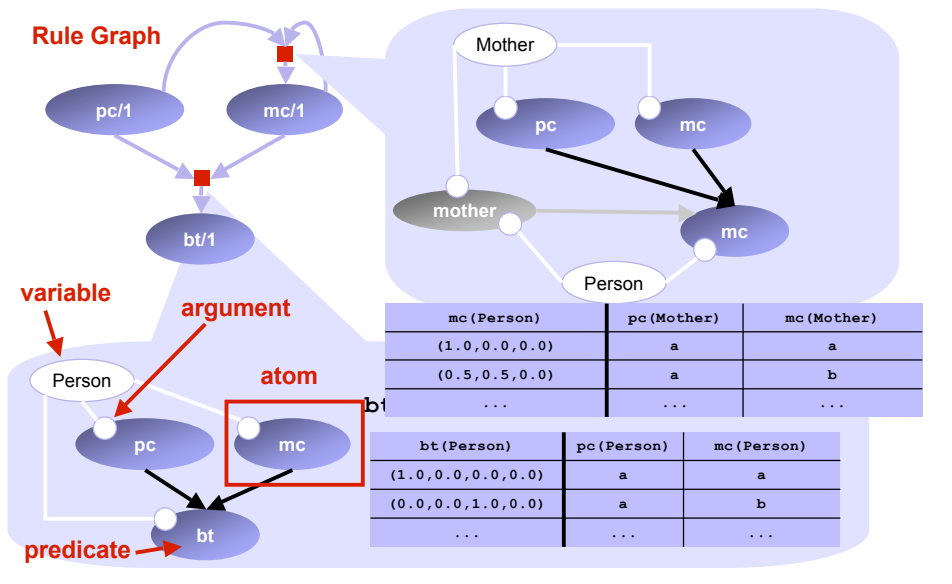 Rule Graph
pc/1
mc/1
bt/1
Mother
pc
mc
mother
mc
Person
variable
argument
Person
atom
pc
mc
bt
predicate
mc(Person) pc(Mother) mc(Mother)
(1.0,0.0,0.0) a a
(0.5,0.5,0.0) a b
... ... ...
bt(Person) pc(Person) mc(Person)
(1.0,0.0,0.0,0.0) a a
(0.0,0.0,1.0,0.0) a b
... ... ...